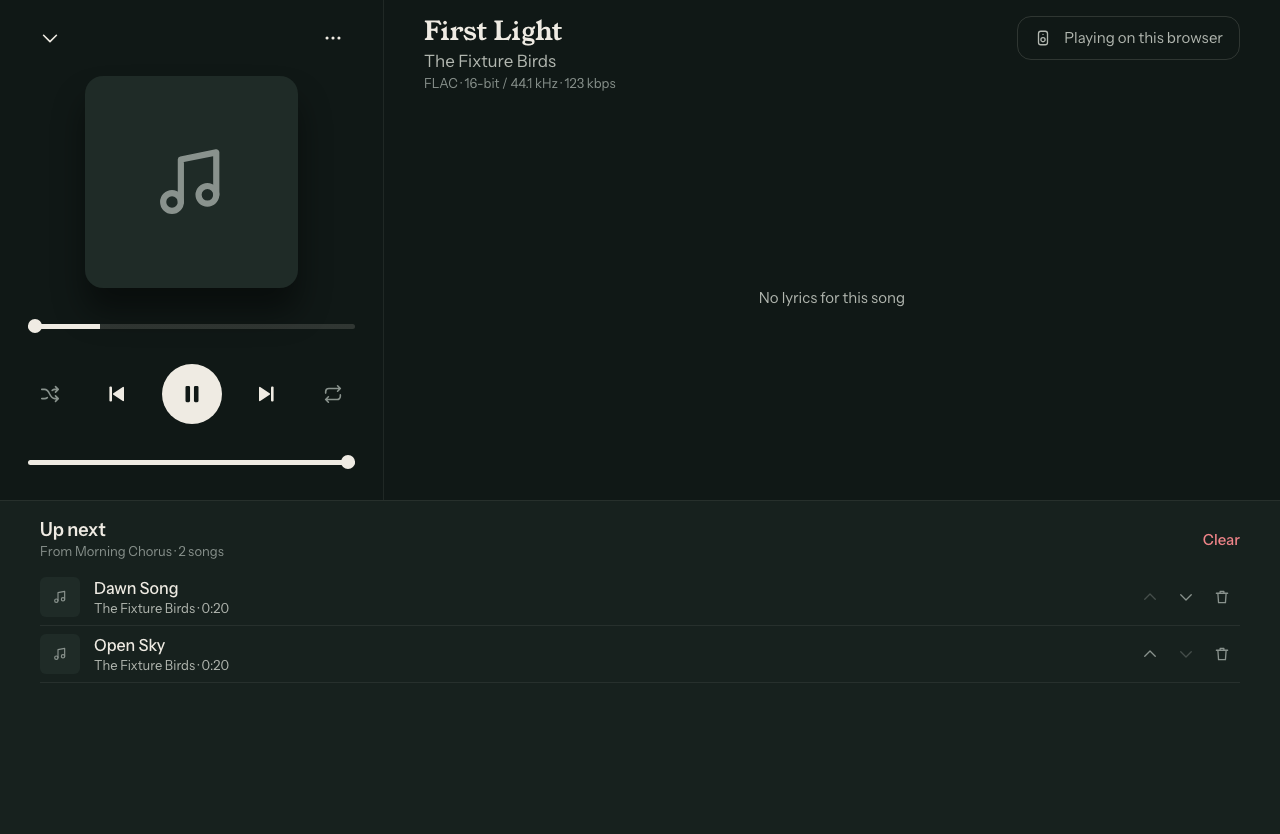 First Light
The Fixture Birds
FLAC · 16-bit / 44.1 kHz · 123 kbps
Playing on this browser
No lyrics for this song
Up next
From Morning Chorus · 2 songs
Clear
Dawn Song
The Fixture Birds · 0:20
Open Sky
The Fixture Birds · 0:20